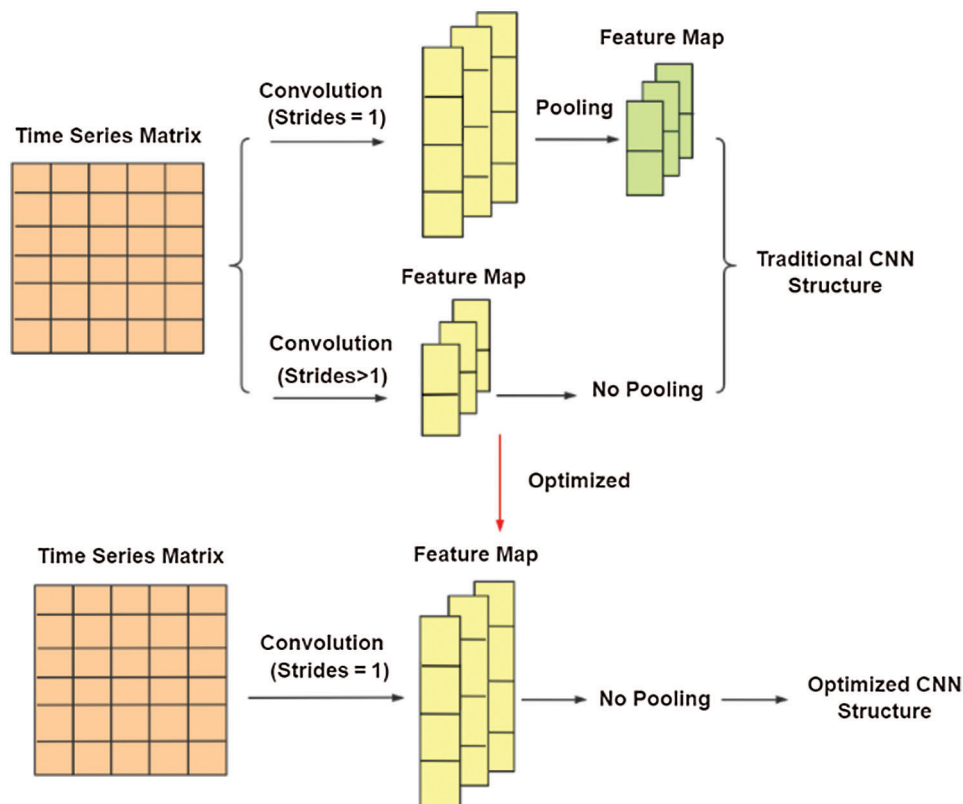 Feature Map
Convolution
(Strides = 1)
Pooling
Time Series Matrix
Traditional CNN
Structure
Feature Map
Convolution
(Strides>1)
No Pooling
Optimized
Time Series Matrix
Feature Map
Convolution
(Strides = 1)
No Pooling
Optimized CNN
Structure